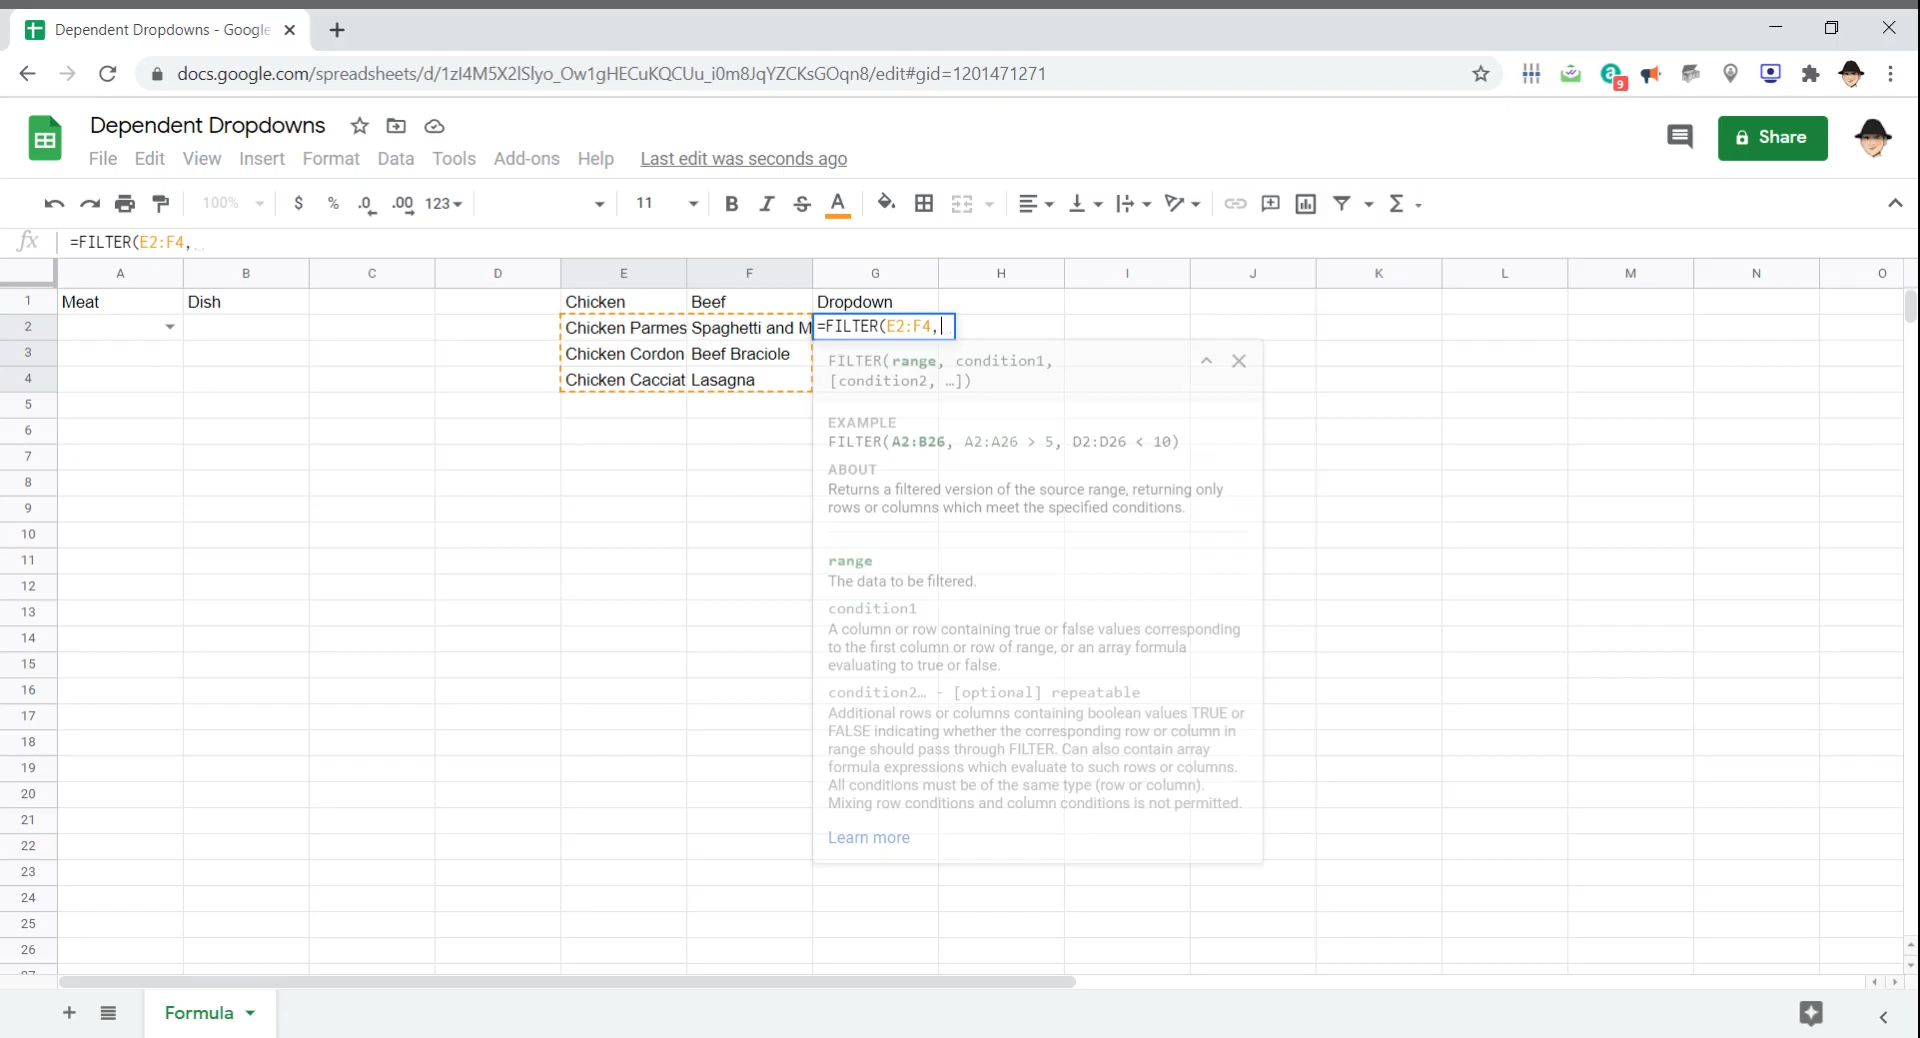 Dependent Dropdowns - Google
docs.google.com/spreadsheets/d/1zI4M5X2lSlyo_Ow1gHECuKQCUu_i0m8JqYZCKsGOqn8/edit#gid=1201471271
9
Dependent Dropdowns
Share
File Edit View Insert Format Data Tools Add-ons Help Last edit was seconds ago
100% $ % .0 .00 123 11 B I S A Σ
fx =FILTER(E2:F4,
A B C D E F G H I J K L M N O
1 Meat Dish Chicken Beef Dropdown
2 Chicken Parmes Spaghetti and M =FILTER(E2:F4,
3 Chicken Cordon Beef Braciole
4 Chicken Cacciat Lasagna
5
6
7
8
9
10
11
12
13
14
15
16
17
18
19
20
21
22
23
24
25
26
27
FILTER(range, condition1,
[condition2, …])
EXAMPLE
FILTER(A2:B26, A2:A26 > 5, D2:D26 < 10)
ABOUT
Returns a filtered version of the source range, returning only
rows or columns which meet the specified conditions.
range
The data to be filtered.
condition1
A column or row containing true or false values corresponding
to the first column or row of range, or an array formula
evaluating to true or false.
condition2… - [optional] repeatable
Additional rows or columns containing boolean values TRUE or
FALSE indicating whether the corresponding row or column in
range should pass through FILTER. Can also contain array
formula expressions which evaluate to such rows or columns.
All conditions must be of the same type (row or column).
Mixing row conditions and column conditions is not permitted.
Learn more
Formula